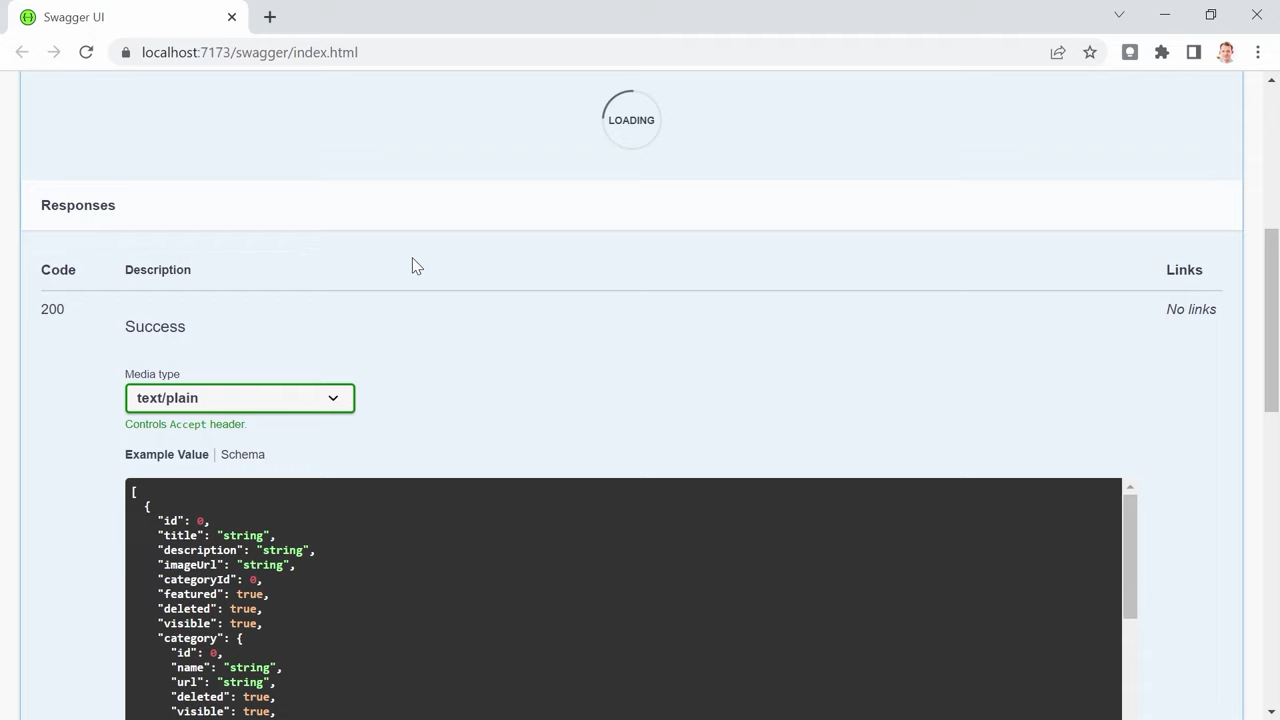 Swagger UI
localhost:7173/swagger/index.html
LOADING
Responses
Code Description Links
200 Success No links
Media type
text/plain
Controls Accept header.
Example Value | Schema
[
{
"id": 0,
"title": "string",
"description": "string",
"imageUrl": "string",
"categoryId": 0,
"featured": true,
"deleted": true,
"visible": true,
"category": {
"id": 0,
"name": "string",
"url": "string",
"deleted": true,
"visible": true,